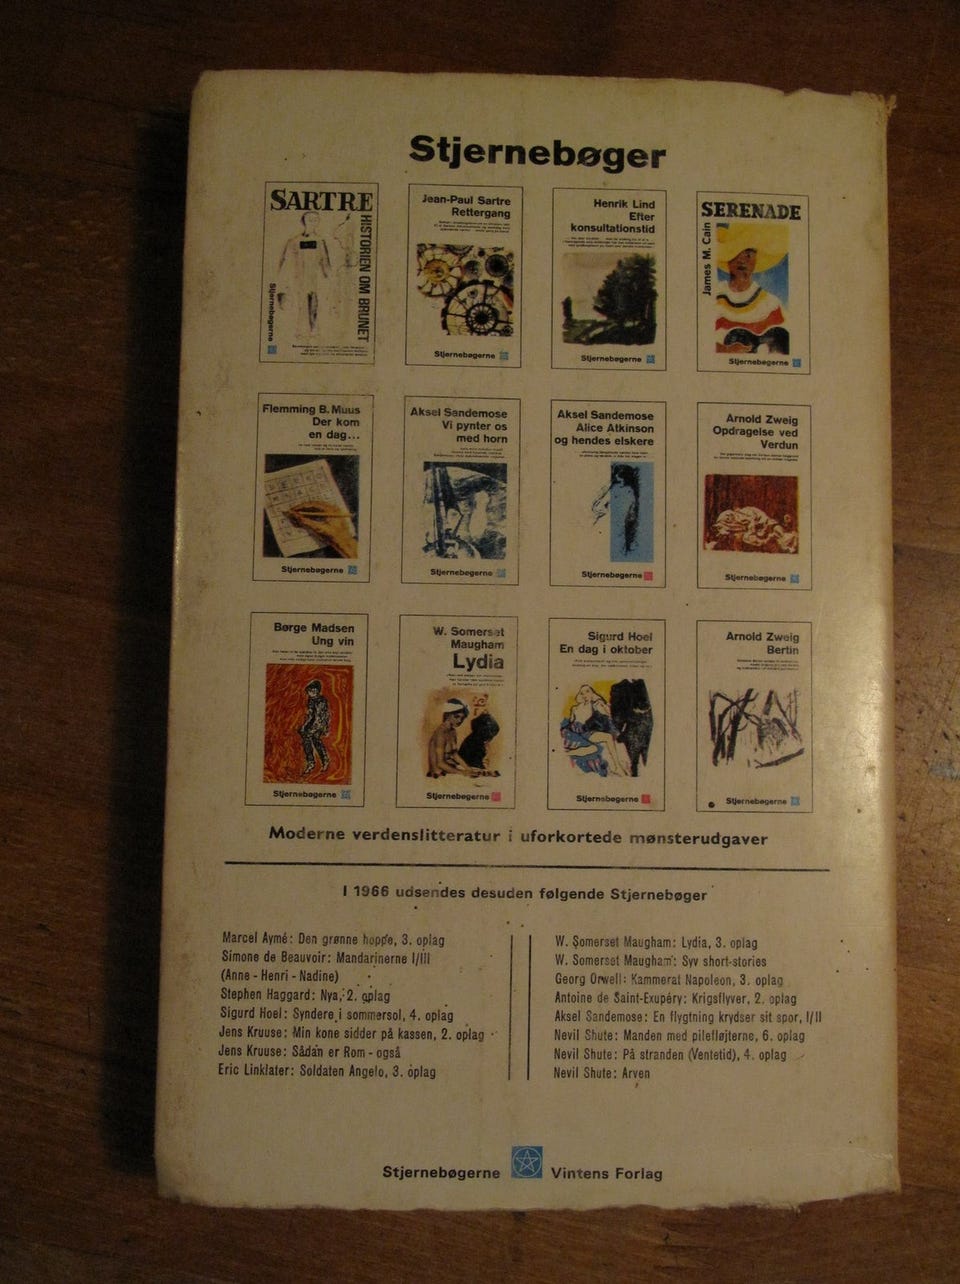 Stjernebøger
SARTRE
HISTORIEN OM BRUNET
Stjernebøgerne
Jean-Paul Sartre
Rettergang
Stjernebøgerne
Henrik Lind
Efter
konsultationstid
Stjernebøgerne
SERENADE
James M. Cain
Stjernebøgerne
Flemming B. Muus
Der kom
en dag...
Stjernebøgerne
Aksel Sandemose
Vi pynter os
med horn
Stjernebøgerne
Aksel Sandemose
Alice Atkinson
og hendes elskere
Stjernebøgerne
Arnold Zweig
Opdragelse ved
Verdun
Stjernebøgerne
Børge Madsen
Ung vin
Stjernebøgerne
W. Somerset
Maugham
Lydia
Stjernebøgerne
Sigurd Hoel
En dag i oktober
Stjernebøgerne
Arnold Zweig
Bertin
Stjernebøgerne
Moderne verdenslitteratur i uforkortede mønsterudgaver
I 1966 udsendes desuden følgende Stjernebøger
Marcel Aymé: Den grønne hoppe, 3. oplag
Simone de Beauvoir: Mandarinerne I/III
(Anne - Henri - Nadine)
Stephen Haggard: Nya, 2. oplag
Sigurd Hoel: Syndere i sommersol, 4. oplag
Jens Kruuse: Min kone sidder på kassen, 2. oplag
Jens Kruuse: Sådan er Rom - også
Eric Linklater: Soldaten Angelo, 3. oplag
W. Somerset Maugham: Lydia, 3. oplag
W. Somerset Maugham: Syv short-stories
Georg Orwell: Kammerat Napoleon, 3. oplag
Antoine de Saint-Exupéry: Krigsflyver, 2. oplag
Aksel Sandemose: En flygtning krydser sit spor, I/II
Nevil Shute: Manden med pilefløjterne, 6. oplag
Nevil Shute: På stranden (Ventetid), 4. oplag
Nevil Shute: Arven
Stjernebøgerne Vintens Forlag